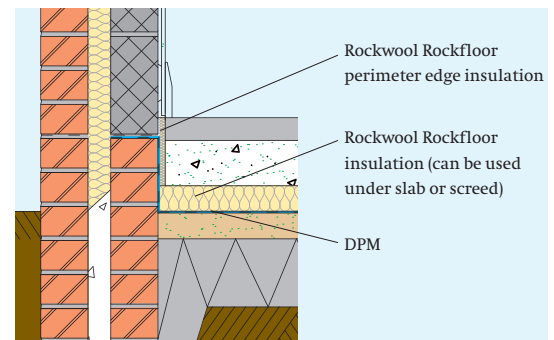 Rockwool Rockfloor
perimeter edge insulation
Rockwool Rockfloor
insulation (can be used
under slab or screed)
DPM